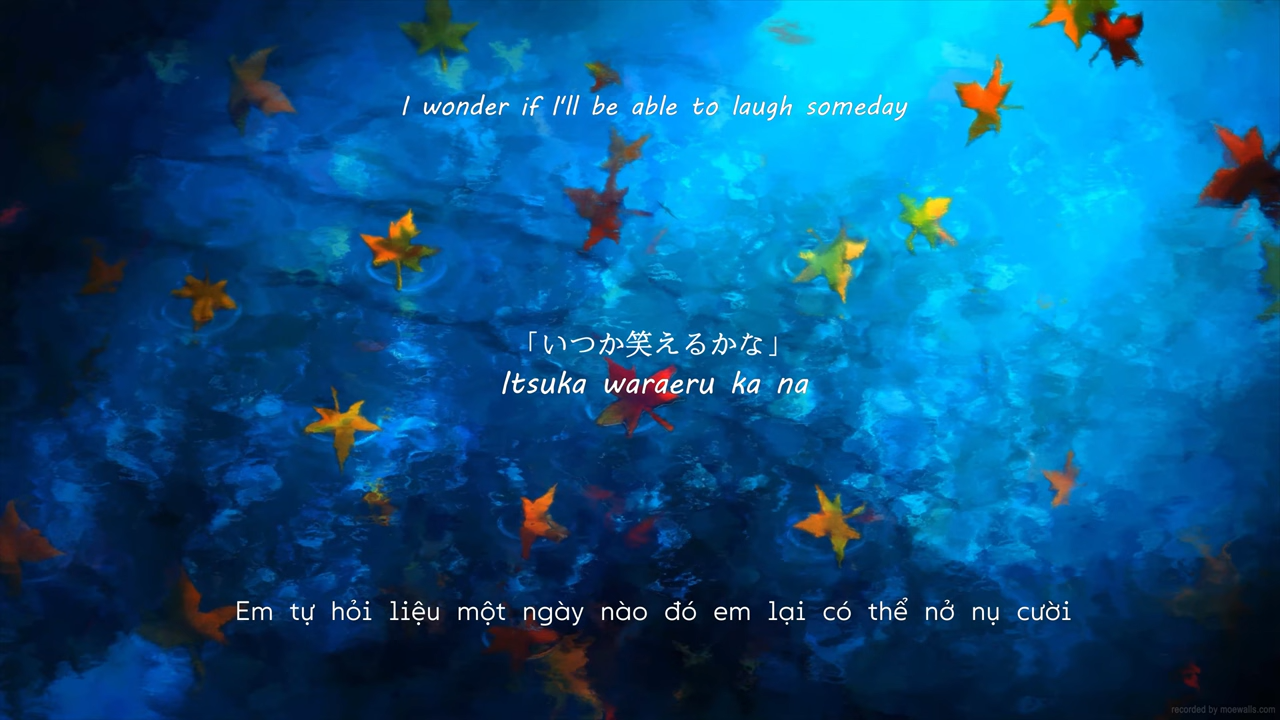 I wonder if I'll be able to laugh someday
「いつか笑えるかな」
Itsuka waraeru ka na
Em tự hỏi liệu một ngày nào đó em lại có thể nở nụ cười
recorded by moewalls.com